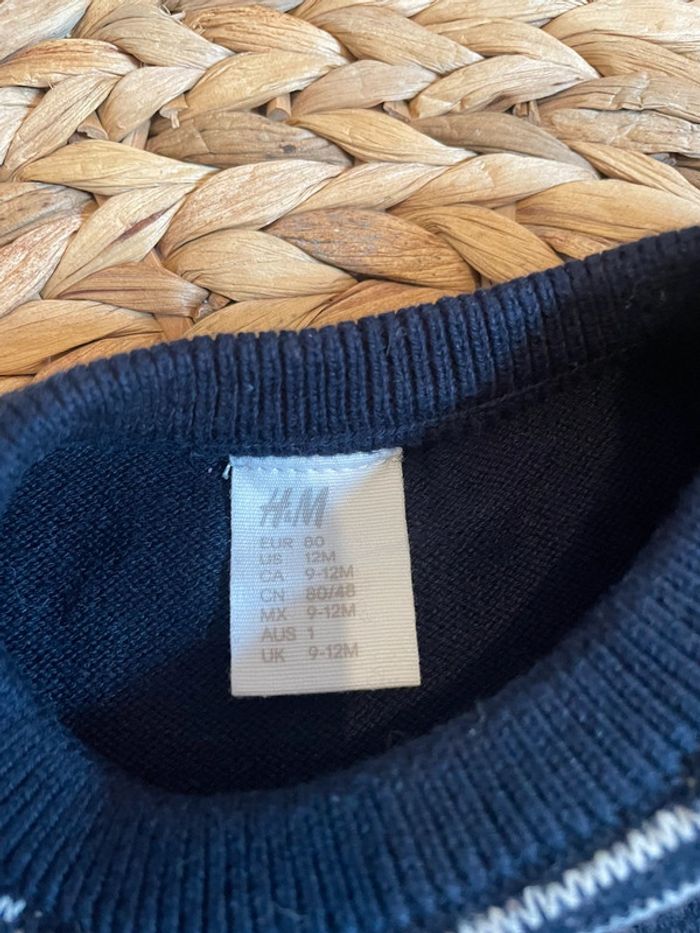 H&M
EUR 80
US 12M
CA 9-12M
CN 80/48
MX 9-12M
AUS 1
UK 9-12M